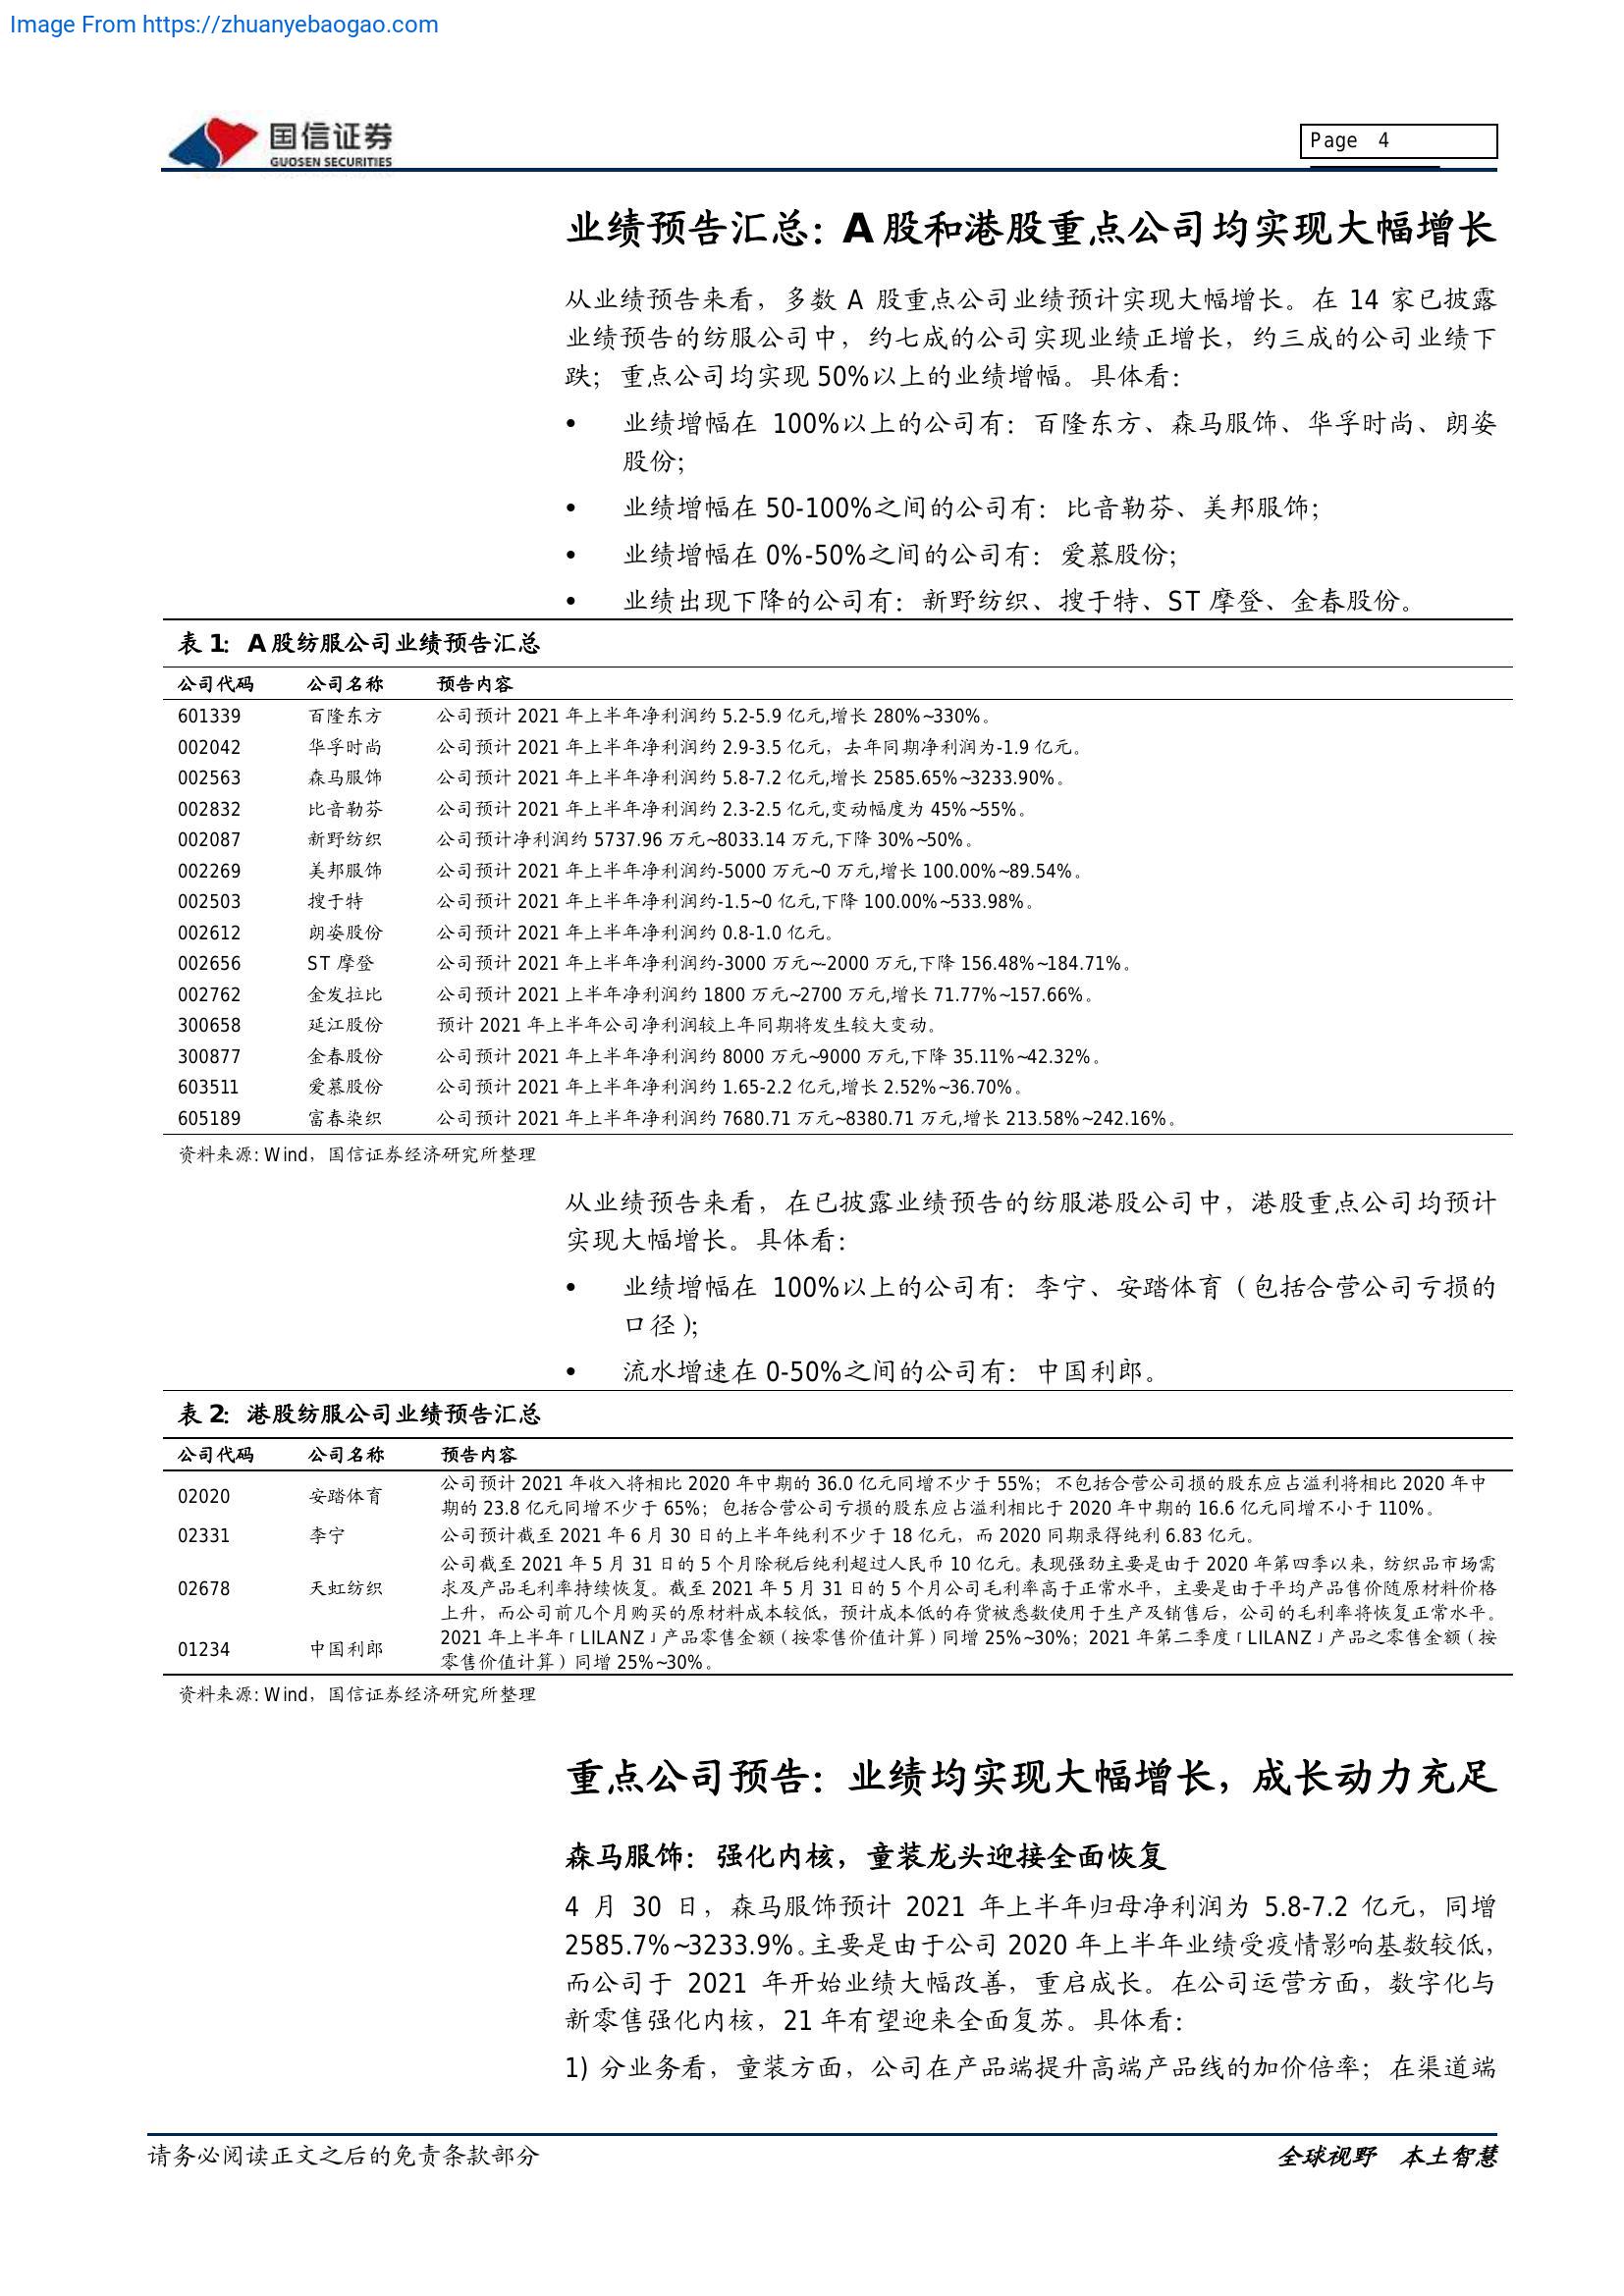 Image From https://zhuanyebaogao.com
国信证券
GUOSEN SECURITIES
Page 4
业绩预告汇总：A 股和港股重点公司均实现大幅增长
从业绩预告来看，多数 A 股重点公司业绩预计实现大幅增长。在 14 家已披露
业绩预告的纺服公司中，约七成的公司实现业绩正增长，约三成的公司业绩下
跌；重点公司均实现 50%以上的业绩增幅。具体看：
• 业绩增幅在 100%以上的公司有：百隆东方、森马服饰、华孚时尚、朗姿
股份；
• 业绩增幅在 50-100%之间的公司有：比音勒芬、美邦服饰；
• 业绩增幅在 0%-50%之间的公司有：爱慕股份；
• 业绩出现下降的公司有：新野纺织、搜于特、ST 摩登、金春股份。
表 1：A 股纺服公司业绩预告汇总
公司代码 公司名称 预告内容
601339 百隆东方 公司预计 2021 年上半年净利润约 5.2-5.9 亿元,增长 280%~330%。
002042 华孚时尚 公司预计 2021 年上半年净利润约 2.9-3.5 亿元，去年同期净利润为-1.9 亿元。
002563 森马服饰 公司预计 2021 年上半年净利润约 5.8-7.2 亿元,增长 2585.65%~3233.90%。
002832 比音勒芬 公司预计 2021 年上半年净利润约 2.3-2.5 亿元,变动幅度为 45%~55%。
002087 新野纺织 公司预计净利润约 5737.96 万元~8033.14 万元,下降 30%~50%。
002269 美邦服饰 公司预计 2021 年上半年净利润约-5000 万元~0 万元,增长 100.00%~89.54%。
002503 搜于特 公司预计 2021 年上半年净利润约-1.5~0 亿元,下降 100.00%~533.98%。
002612 朗姿股份 公司预计 2021 年上半年净利润约 0.8-1.0 亿元。
002656 ST 摩登 公司预计 2021 年上半年净利润约-3000 万元~-2000 万元,下降 156.48%~184.71%。
002762 金发拉比 公司预计 2021 上半年净利润约 1800 万元~2700 万元,增长 71.77%~157.66%。
300658 延江股份 预计 2021 年上半年公司净利润较上年同期将发生较大变动。
300877 金春股份 公司预计 2021 年上半年净利润约 8000 万元~9000 万元,下降 35.11%~42.32%。
603511 爱慕股份 公司预计 2021 年上半年净利润约 1.65-2.2 亿元,增长 2.52%~36.70%。
605189 富春染织 公司预计 2021 年上半年净利润约 7680.71 万元~8380.71 万元,增长 213.58%~242.16%。
资料来源: Wind，国信证券经济研究所整理
从业绩预告来看，在已披露业绩预告的纺服港股公司中，港股重点公司均预计
实现大幅增长。具体看：
• 业绩增幅在 100%以上的公司有：李宁、安踏体育（包括合营公司亏损的
口径）；
• 流水增速在 0-50%之间的公司有：中国利郎。
表 2：港股纺服公司业绩预告汇总
公司代码 公司名称 预告内容
02020 安踏体育 公司预计 2021 年收入将相比 2020 年中期的 36.0 亿元同增不少于 55%；不包括合营公司损的股东应占溢利将相比 2020 年中
期的 23.8 亿元同增不少于 65%；包括合营公司亏损的股东应占溢利相比于 2020 年中期的 16.6 亿元同增不小于 110%。
02331 李宁 公司预计截至 2021 年 6 月 30 日的上半年纯利不少于 18 亿元，而 2020 同期录得纯利 6.83 亿元。
公司截至 2021 年 5 月 31 日的 5 个月除税后纯利超过人民币 10 亿元。表现强劲主要是由于 2020 年第四季以来，纺织品市场需
02678 天虹纺织 求及产品毛利率持续恢复。截至 2021 年 5 月 31 日的 5 个月公司毛利率高于正常水平，主要是由于平均产品售价随原材料价格
上升，而公司前几个月购买的原材料成本较低，预计成本低的存货被悉数使用于生产及销售后，公司的毛利率将恢复正常水平。
01234 中国利郎 2021 年上半年「LILANZ」产品零售金额（按零售价值计算）同增 25%~30%；2021 年第二季度「LILANZ」产品之零售金额（按
零售价值计算）同增 25%~30%。
资料来源: Wind，国信证券经济研究所整理
重点公司预告：业绩均实现大幅增长，成长动力充足
森马服饰：强化内核，童装龙头迎接全面恢复
4 月 30 日，森马服饰预计 2021 年上半年归母净利润为 5.8-7.2 亿元，同增
2585.7%~3233.9%。主要是由于公司 2020 年上半年业绩受疫情影响基数较低，
而公司于 2021 年开始业绩大幅改善，重启成长。在公司运营方面，数字化与
新零售强化内核，21 年有望迎来全面复苏。具体看：
1) 分业务看，童装方面，公司在产品端提升高端产品线的加价倍率；在渠道端
请务必阅读正文之后的免责条款部分
全球视野 本土智慧